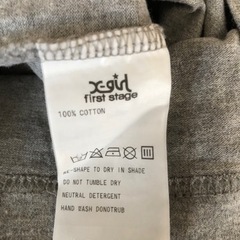 X-girl
first stage
100% COTTON
RE-SHAPE TO DRY IN SHADE
DO NOT TUMBLE DRY
NEUTRAL DETERGENT
HAND WASH DONOTRUB